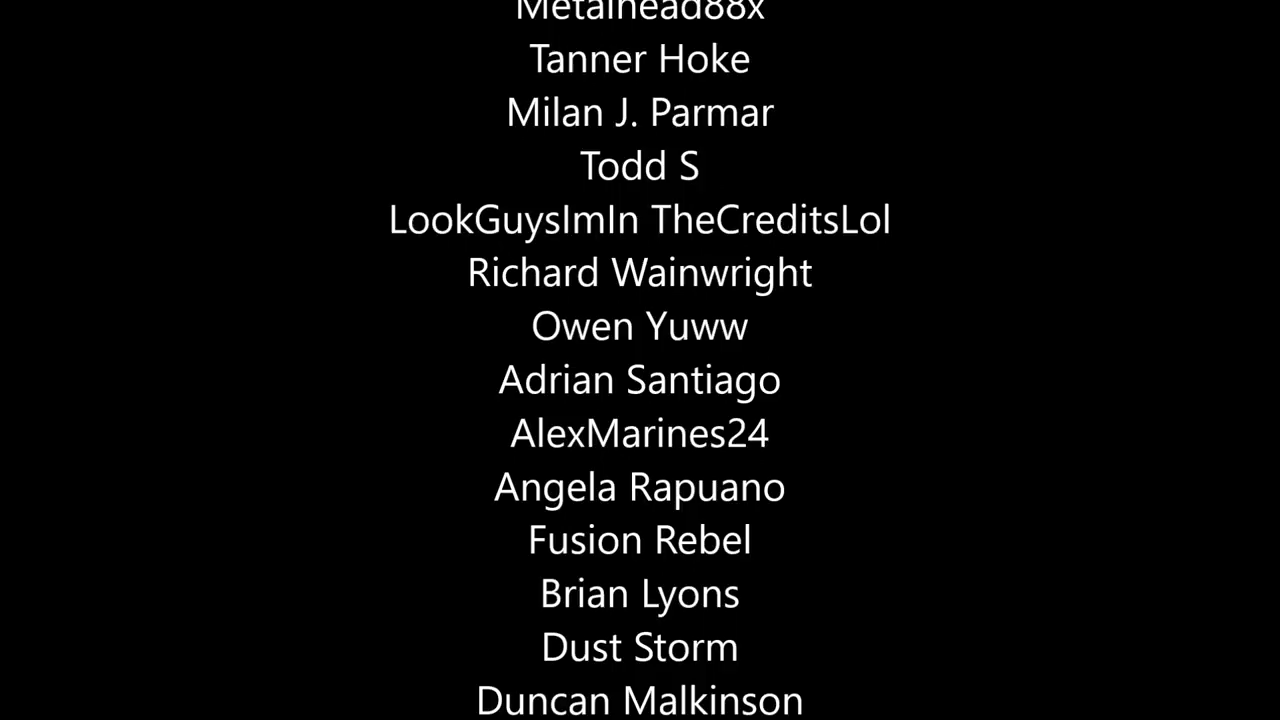 Metalhead88x
Tanner Hoke
Milan J. Parmar
Todd S
LookGuysImIn TheCreditsLol
Richard Wainwright
Owen Yuww
Adrian Santiago
AlexMarines24
Angela Rapuano
Fusion Rebel
Brian Lyons
Dust Storm
Duncan Malkinson